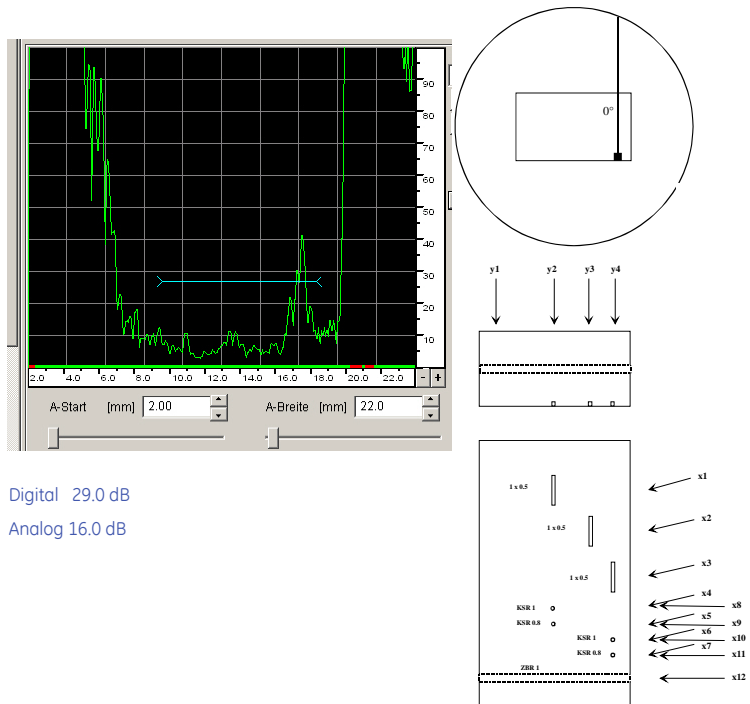 90
80
70
60
50
40
30
20
10
2.0 4.0 6.0 8.0 10.0 12.0 14.0 16.0 18.0 20.0 22.0 - +
A-Start [mm] 2.00 A-Breite [mm] 22.0
Digital 29.0 dB
Analog 16.0 dB
0°
y1 y2 y3 y4
1 x 0.5 x1
1 x 0.5 x2
1 x 0.5 x3
x4
KSR 1 x8
x5
KSR 0.8 x9
x6
KSR 1 x10
x7
KSR 0.8 x11
ZBR 1
x12